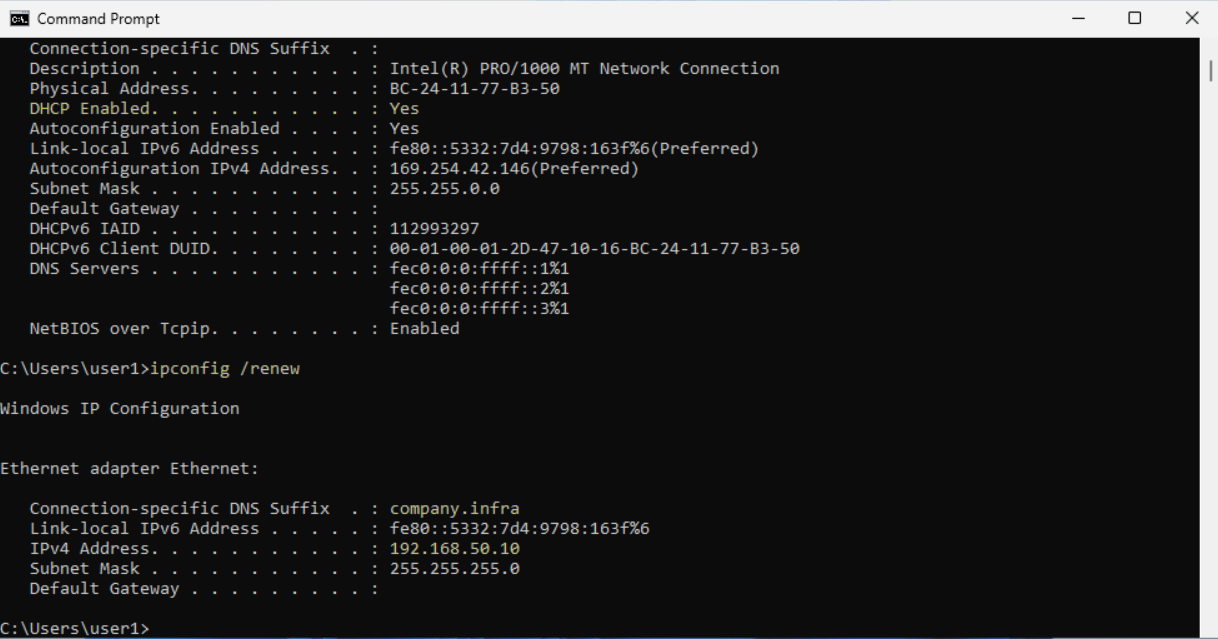 Command Prompt
Connection-specific DNS Suffix  . :
Description . . . . . . . . . . . : Intel(R) PRO/1000 MT Network Connection
Physical Address. . . . . . . . . : BC-24-11-77-B3-50
DHCP Enabled. . . . . . . . . . . : Yes
Autoconfiguration Enabled . . . . : Yes
Link-local IPv6 Address . . . . . : fe80::5332:7d4:9798:163f%6(Preferred)
Autoconfiguration IPv4 Address. . : 169.254.42.146(Preferred)
Subnet Mask . . . . . . . . . . . : 255.255.0.0
Default Gateway . . . . . . . . . :
DHCPv6 IAID . . . . . . . . . . . : 112993297
DHCPv6 Client DUID. . . . . . . . : 00-01-00-01-2D-47-10-16-BC-24-11-77-B3-50
DNS Servers . . . . . . . . . . . : fec0:0:0:ffff::1%1
fec0:0:0:ffff::2%1
fec0:0:0:ffff::3%1
NetBIOS over Tcpip. . . . . . . . : Enabled
C:\Users\user1>ipconfig /renew
Windows IP Configuration
Ethernet adapter Ethernet:
Connection-specific DNS Suffix  . : company.infra
Link-local IPv6 Address . . . . . : fe80::5332:7d4:9798:163f%6
IPv4 Address. . . . . . . . . . . : 192.168.50.10
Subnet Mask . . . . . . . . . . . : 255.255.255.0
Default Gateway . . . . . . . . . :
C:\Users\user1>